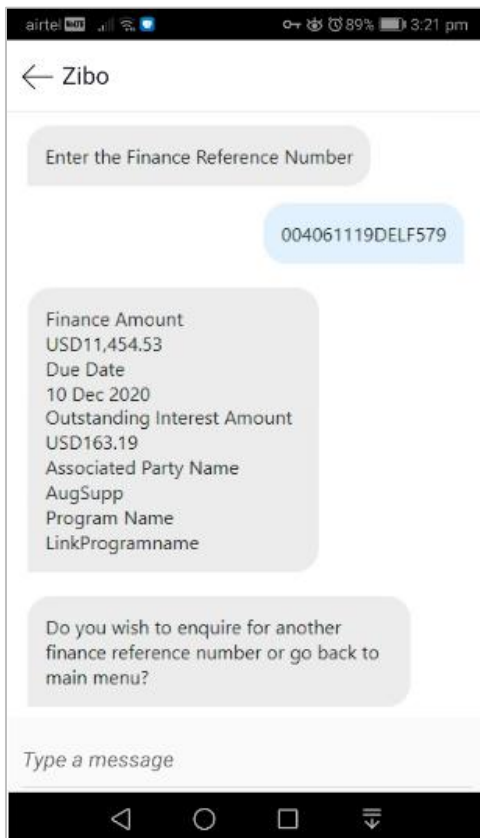 airtel VoLTE 89% 3:21 pm
Zibo
Enter the Finance Reference Number
004061119DELF579
Finance Amount
USD11,454.53
Due Date
10 Dec 2020
Outstanding Interest Amount
USD163.19
Associated Party Name
AugSupp
Program Name
LinkProgramname
Do you wish to enquire for another
finance reference number or go back to
main menu?
Type a message